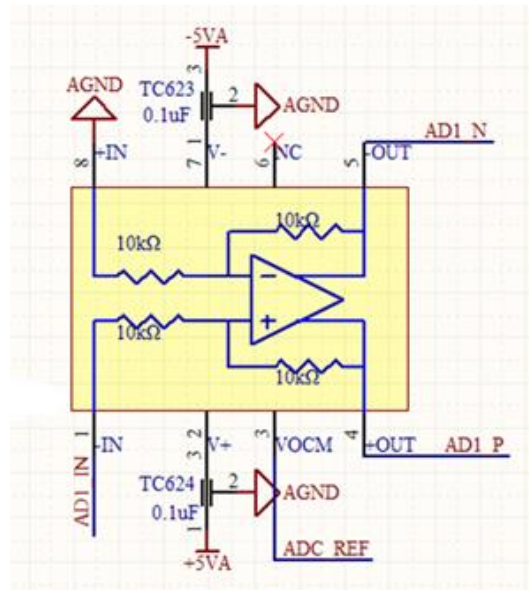 -5VA
3
AGND
TC623
0.1uF
2
AGND
8
+IN
7
1
V-
6
NC
5
-OUT
AD1_N
10kΩ
10kΩ
10kΩ
10kΩ
1
-IN
AD1_IN
2
3
V+
3
VOCM
4
+OUT
AD1_P
TC624
0.1uF
2
AGND
1
+5VA
ADC_REF